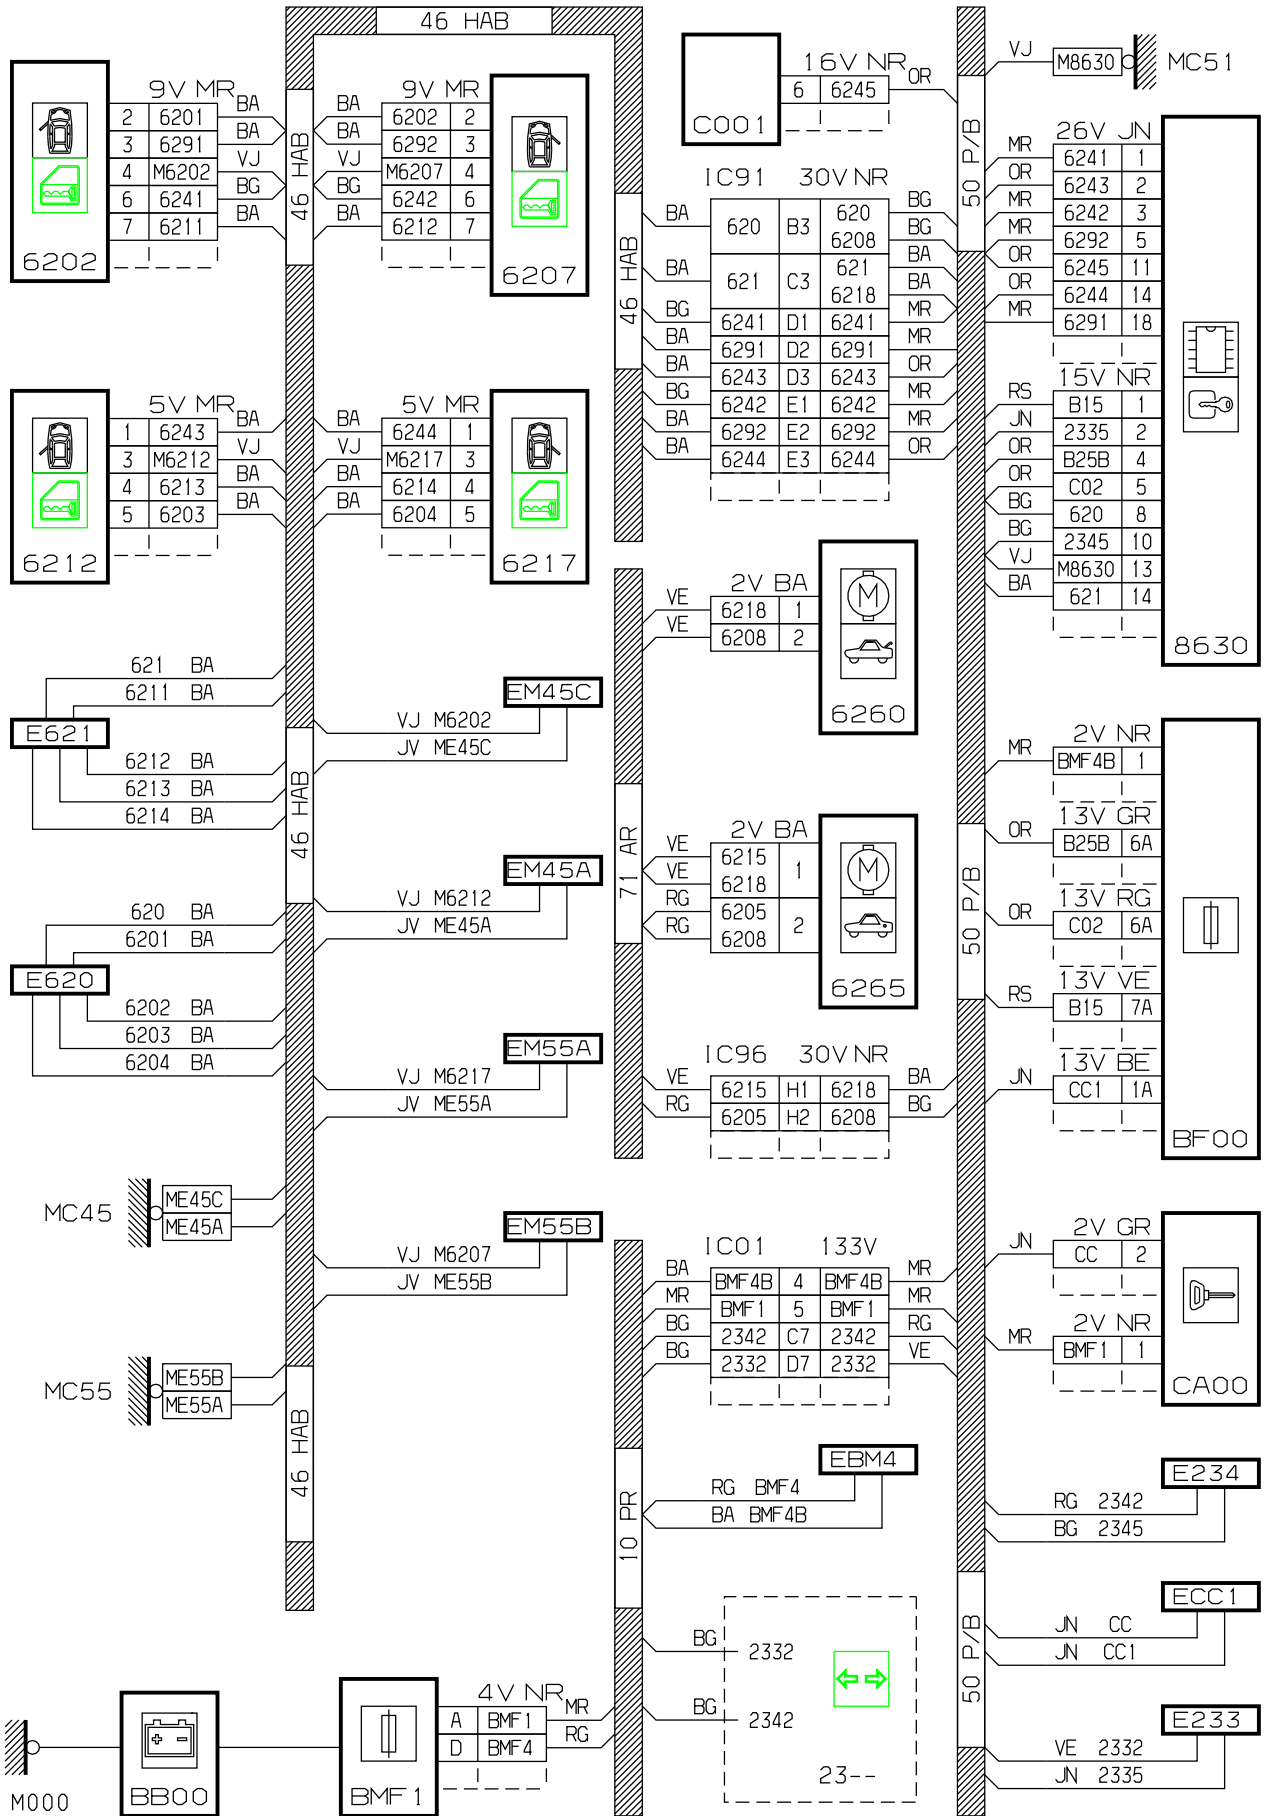 46 HAB
9V MR
BA
2 6201
BA
3 6291
VJ
4 M6202
BG
6 6241
BA
7 6211
6202
46 HAB
9V MR
BA
6202 2
BA
6292 3
VJ
M6207 4
BG
6242 6
BA
6212 7
6207
5V MR
BA
1 6243
VJ
3 M6212
BA
4 6213
BA
5 6203
6212
5V MR
BA
6244 1
VJ
M6217 3
BA
6214 4
BA
6204 5
6217
621 BA
6211 BA
E621
6212 BA
6213 BA
6214 BA
46 HAB
EM45C
VJ M6202
JV ME45C
EM45A
VJ M6212
JV ME45A
620 BA
6201 BA
E620
6202 BA
6203 BA
6204 BA
EM55A
VJ M6217
JV ME55A
MC45
ME45C
ME45A
EM55B
VJ M6207
JV ME55B
MC55
ME55B
ME55A
46 HAB
M000
BB00
BMF1
4V NR
A BMF1 MR
D BMF4 RG
C001
16V NR
6 6245 OR
46 HAB
IC91 30V NR
BA 620 B3 620 BG
6208 BG
BA 621 C3 621 BA
6218 BA
BG 6241 D1 6241 MR
BA 6291 D2 6291 MR
BA 6243 D3 6243 OR
BG 6242 E1 6242 MR
BA 6292 E2 6292 MR
BA 6244 E3 6244 OR
2V BA
VE 6218 1
VE 6208 2
6260
71 AR
2V BA
VE 6215 1
VE 6218
RG 6205 2
RG 6208
6265
IC96 30V NR
VE 6215 H1 6218 BA
RG 6205 H2 6208 BG
IC01 133V
BA BMF4B 4 BMF4B MR
MR BMF1 5 BMF1 MR
BG 2342 C7 2342 RG
BG 2332 D7 2332 VE
10 PR
EBM4
RG BMF4
BA BMF4B
BG 2332
BG 2342
23--
50 P/B
VJ M8630
MC51
26V JN
MR 6241 1
OR 6243 2
MR 6242 3
MR 6292 5
OR 6245 11
OR 6244 14
MR 6291 18
15V NR
RS B15 1
JN 2335 2
OR B25B 4
OR C02 5
BG 620 8
BG 2345 10
VJ M8630 13
BA 621 14
8630
50 P/B
2V NR
MR BMF4B 1
13V GR
OR B25B 6A
13V RG
OR C02 6A
13V VE
RS B15 7A
13V BE
JN CC1 1A
BF00
2V GR
JN CC 2
2V NR
MR BMF1 1
CA00
E234
RG 2342
BG 2345
50 P/B
ECC1
JN CC
JN CC1
E233
VE 2332
JN 2335